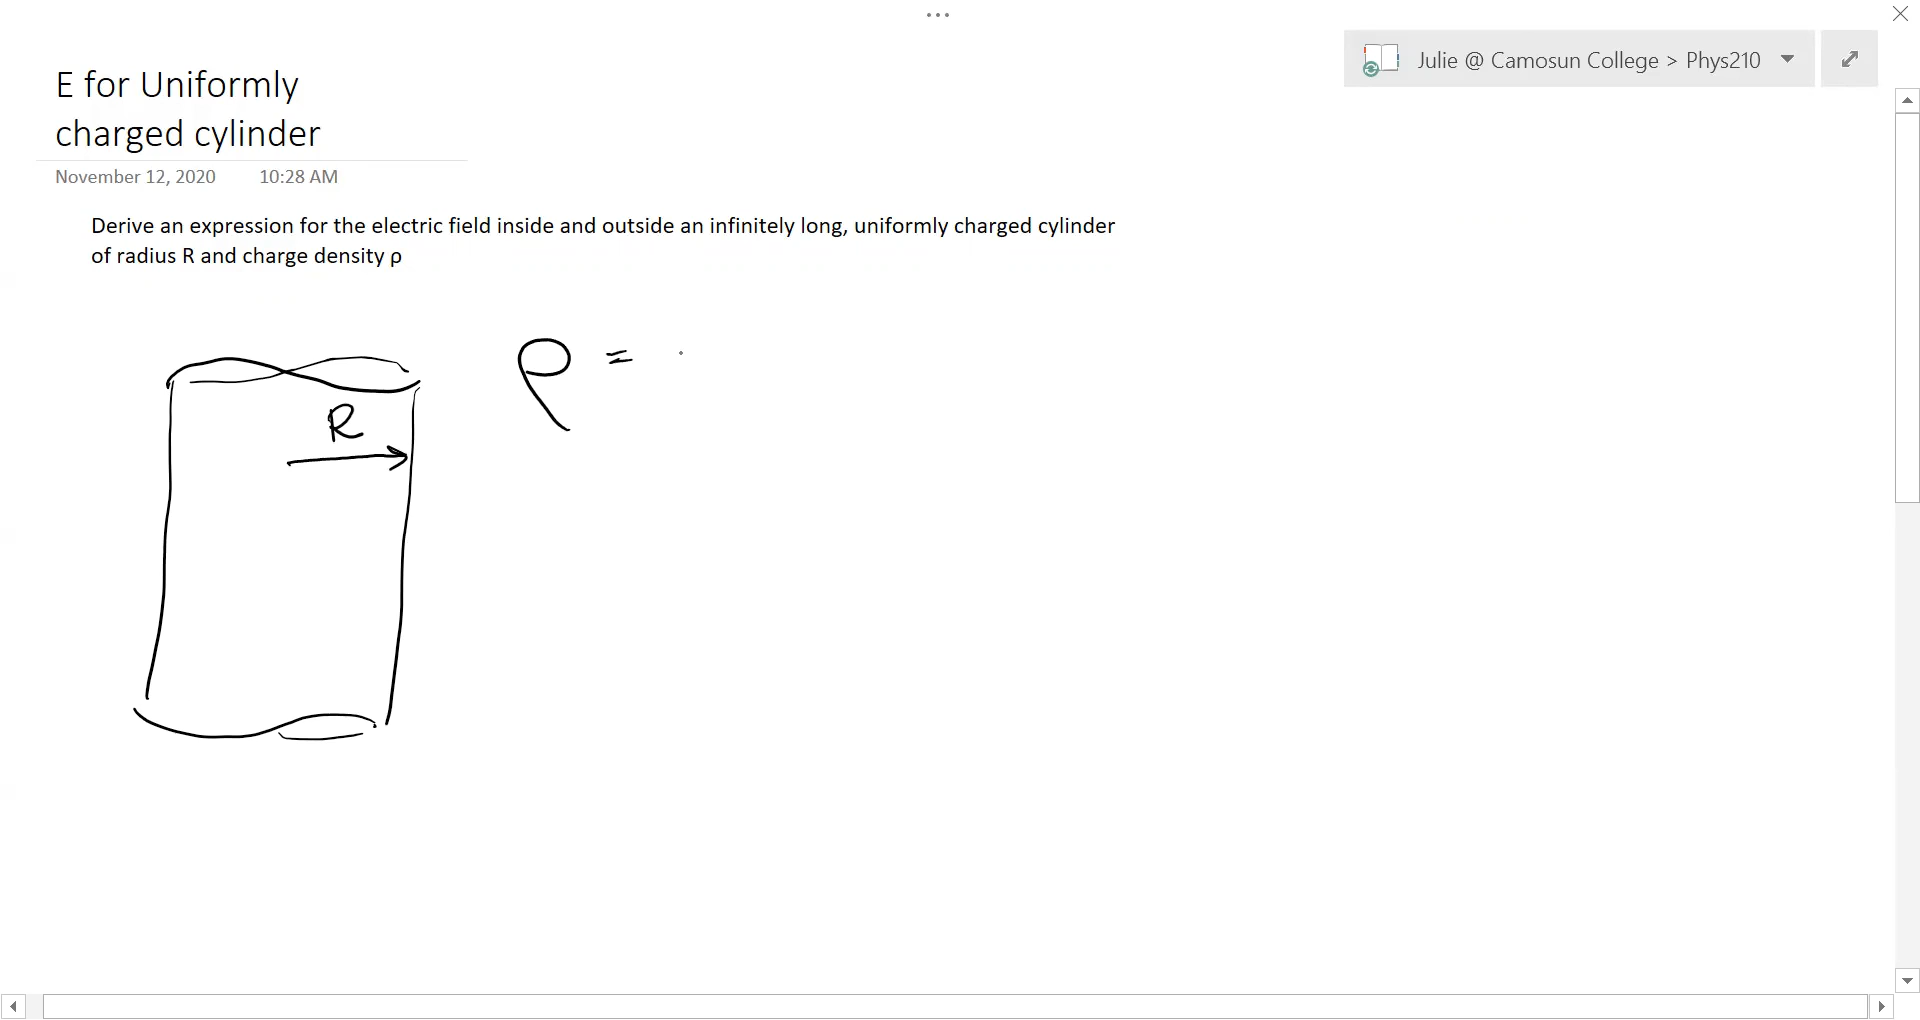 Julie @ Camosun College > Phys210
E for Uniformly
charged cylinder
November 12, 2020 10:28 AM
Derive an expression for the electric field inside and outside an infinitely long, uniformly charged cylinder
of radius R and charge density ρ
ρ =
R